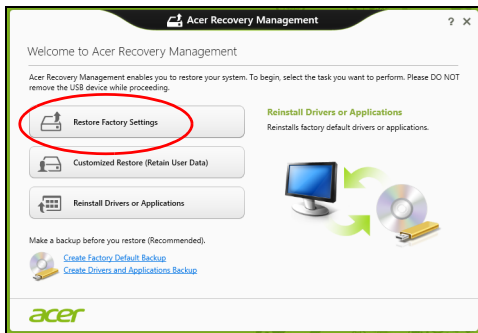 Acer Recovery Management
? X
Welcome to Acer Recovery Management
Acer Recovery Management enables you to restore your system. To begin, select the task you want to perform. Please DO NOT
remove the USB device while proceeding.
Restore Factory Settings
Reinstall Drivers or Applications
Reinstalls factory default drivers or applications.
Customized Restore (Retain User Data)
Reinstall Drivers or Applications
Make a backup before you restore (Recommended).
Create Factory Default Backup
Create Drivers and Applications Backup
acer